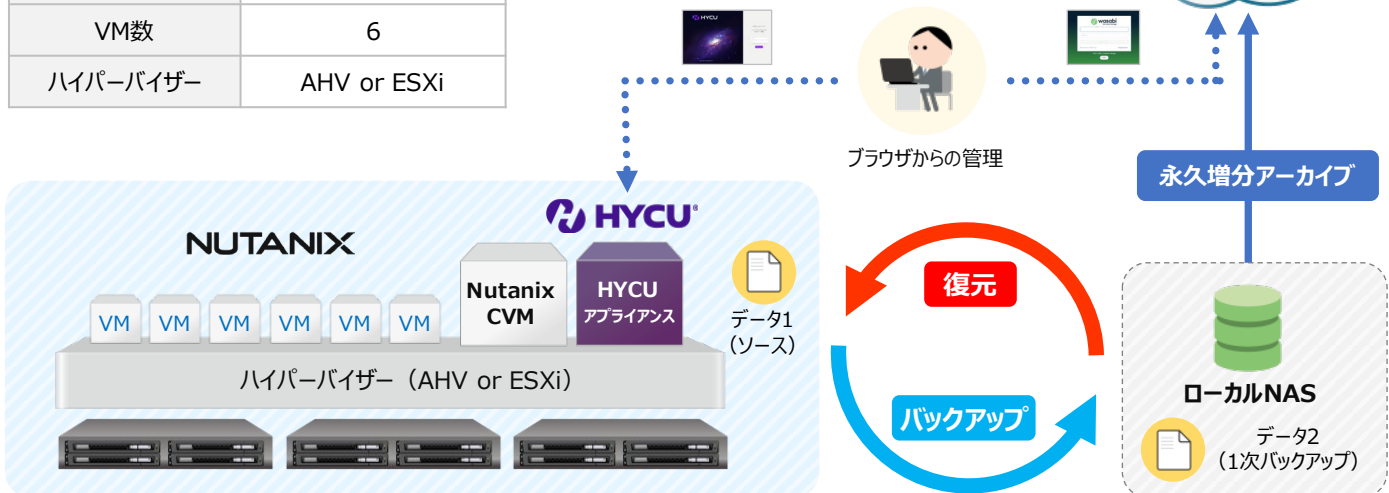 VM数 6
ハイパーバイザー AHV or ESXi
HYCU
wasabi
ブラウザからの管理
永久増分アーカイブ
HYCU
NUTANIX
復元
Nutanix
CVM
HYCU
アプライアンス
VM VM VM VM VM VM
データ1
(ソース)
ハイパーバイザー(AHV or ESXi)
ローカルNAS
バックアップ
データ2
(1次バックアップ)